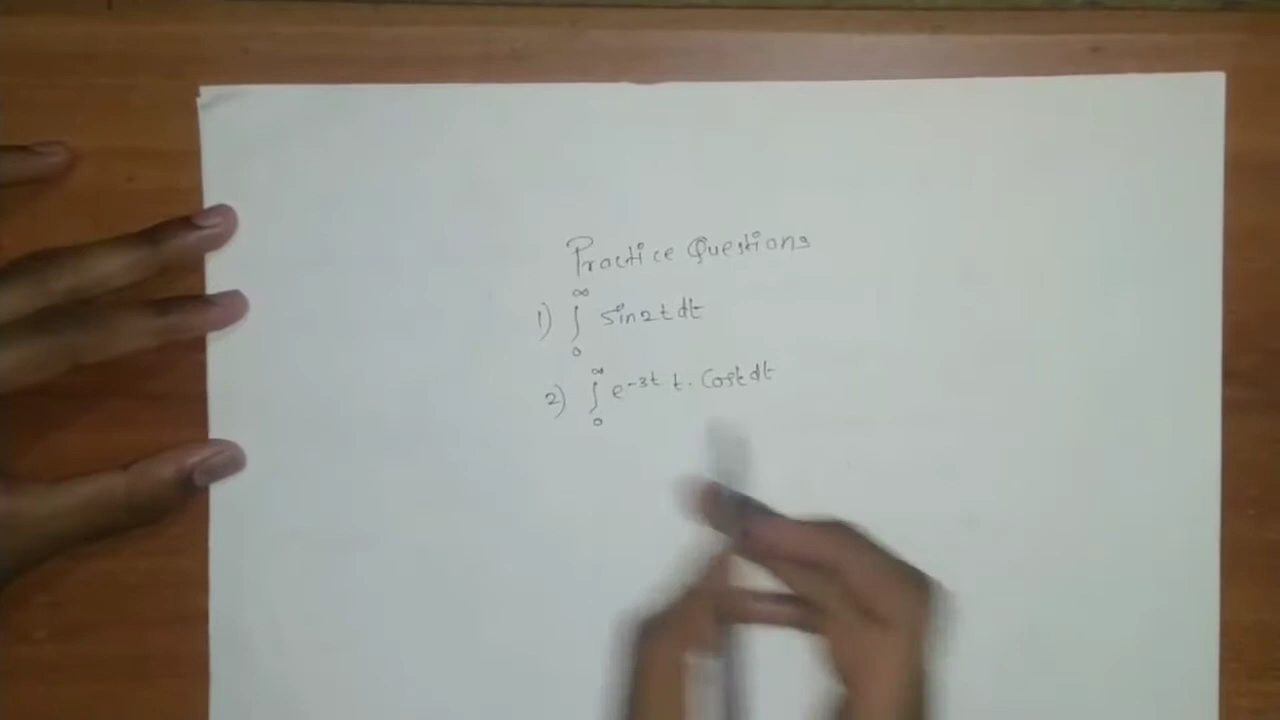 Practice Questions
1) ∫₀^∞ sin2t dt
2) ∫₀^∞ e^-3t t. Cost dt